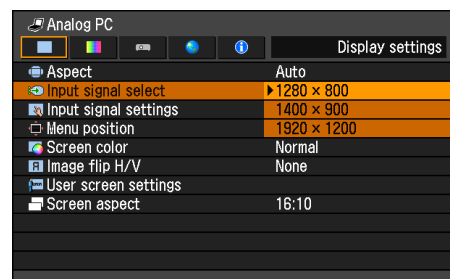 Analog PC
Display settings
Aspect Auto
Input signal select 1280 × 800
Input signal settings 1400 × 900
Menu position 1920 × 1200
Screen color Normal
Image flip H/V None
User screen settings
Screen aspect 16:10